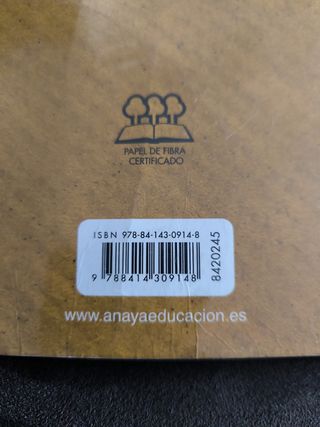 PAPEL DE FIBRA
CERTIFICADO
ISBN 978-84-143-0914-8
9 788414 309148
8420245
www.anayaeducacion.es